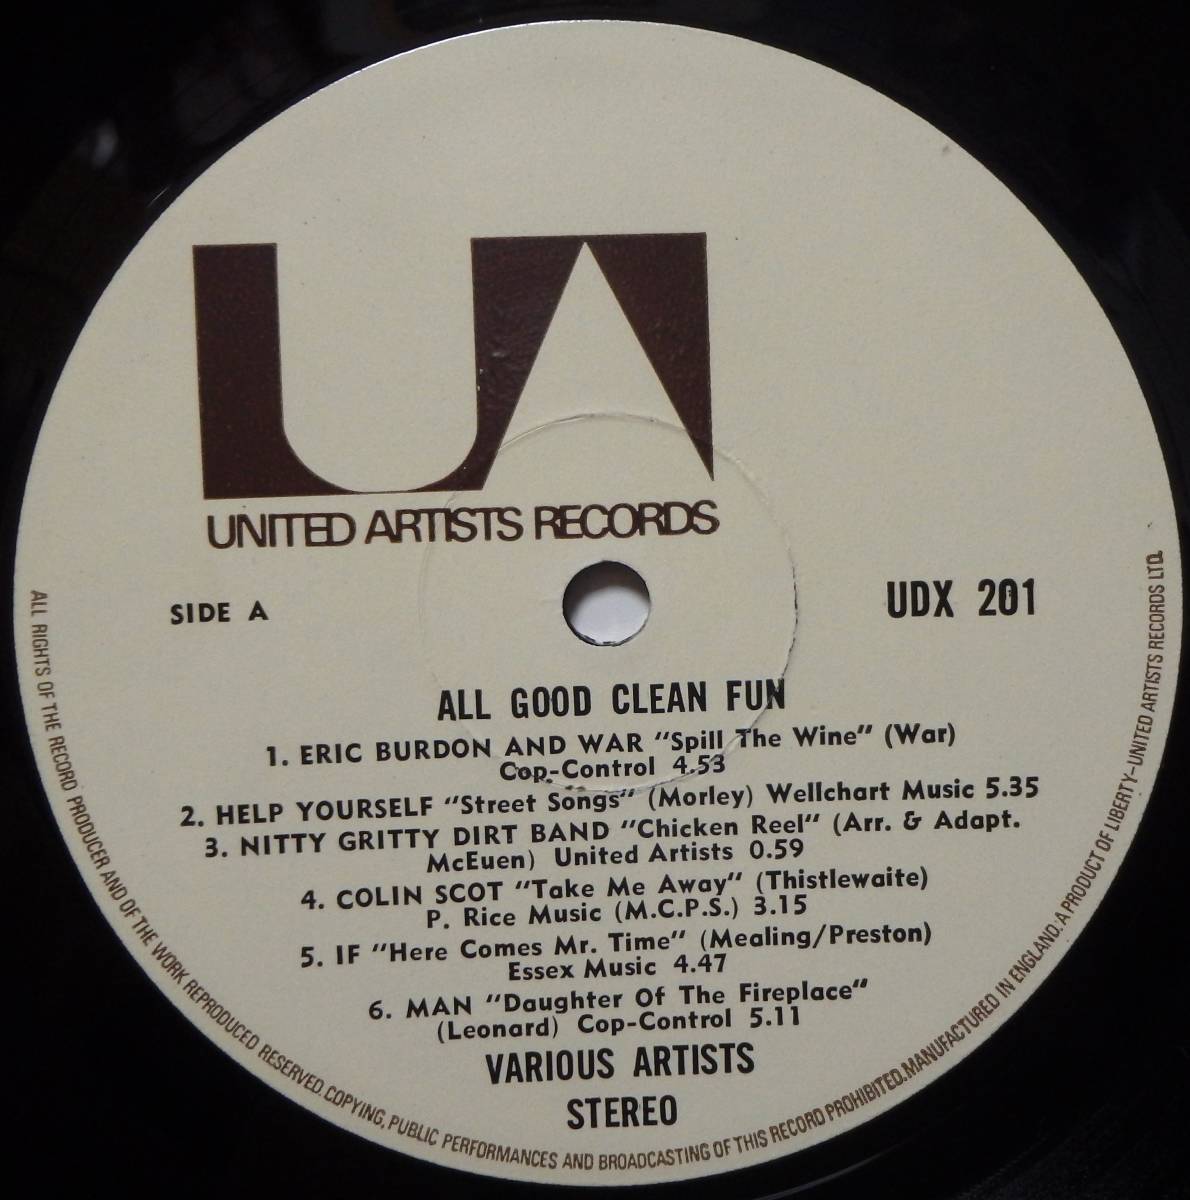 UA
UNITED ARTISTS RECORDS
SIDE A
UDX 201
ALL GOOD CLEAN FUN
1. ERIC BURDON AND WAR "Spill The Wine" (War)
Cop-Control 4.53
2. HELP YOURSELF "Street Songs" (Morley) Wellchart Music 5.35
3. NITTY GRITTY DIRT BAND "Chicken Reel" (Arr. & Adapt.
McEuen) United Artists 0.59
4. COLIN SCOT "Take Me Away" (Thistlewaite)
P. Rice Music (M.C.P.S.) 3.15
5. IF "Here Comes Mr. Time" (Mealing/Preston)
Essex Music 4.47
6. MAN "Daughter Of The Fireplace"
(Leonard) Cop-Control 5.11
VARIOUS ARTISTS
STEREO
ALL RIGHTS OF THE RECORD PRODUCER AND OF THE WORK REPRODUCED RESERVED. COPYING, PUBLIC PERFORMANCES AND BROADCASTING OF THIS RECORD PROHIBITED. MANUFACTURED IN ENGLAND. A PRODUCT OF LIBERTY-UNITED ARTISTS RECORDS LTD.